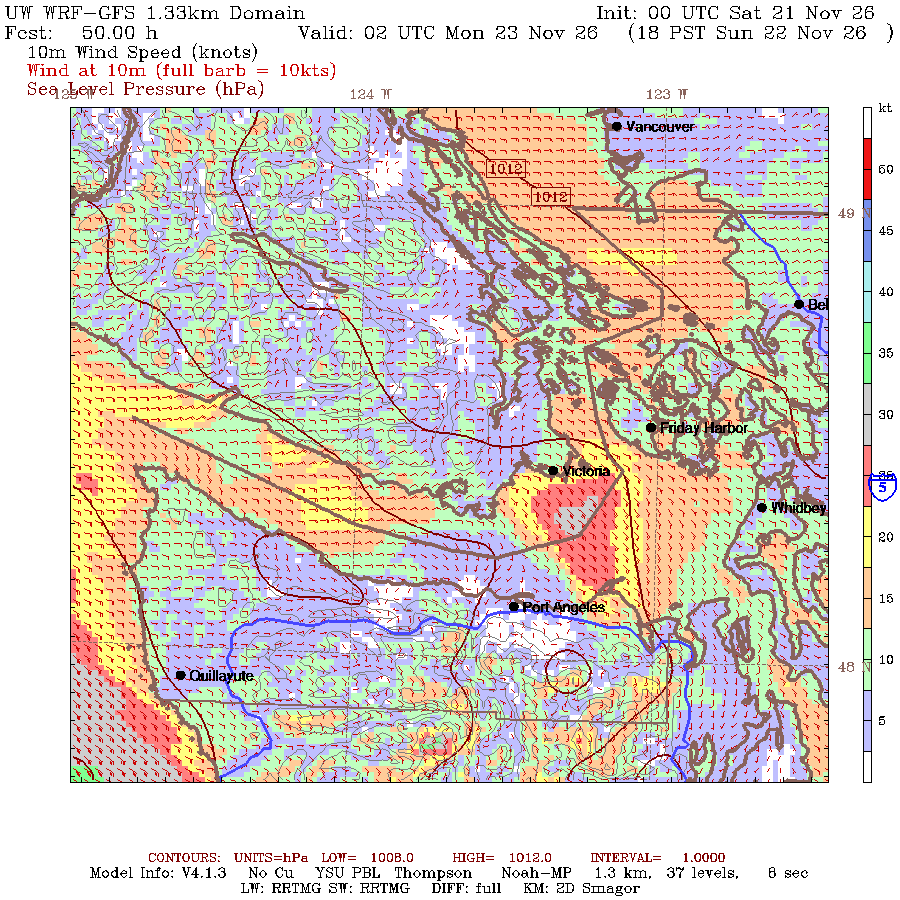 UW WRF-GFS 1.33km Domain Init: 00 UTC Sat 21 Nov 26
Fcst: 50.00 h Valid: 02 UTC Mon 23 Nov 26 (18 PST Sun 22 Nov 26 )
10m Wind Speed (knots)
Wind at 10m (full barb = 10kts)
Sea Level Pressure (hPa)
125 W 124 W 123 W
kt
Vancouver
1012
60
1012
49 N
45
40
Bel
35
30
Friday Harbor
Victoria
25
5
Whidbey
20
15
Port Angeles
10
48 N
Quillayute
5
CONTOURS: UNITS=hPa LOW= 1008.0 HIGH= 1012.0 INTERVAL= 1.0000
Model Info: V4.1.3 No Cu YSU PBL Thompson Noah-MP 1.3 km, 37 levels, 8 sec
LW: RRTMG SW: RRTMG DIFF: full KM: 2D Smagor